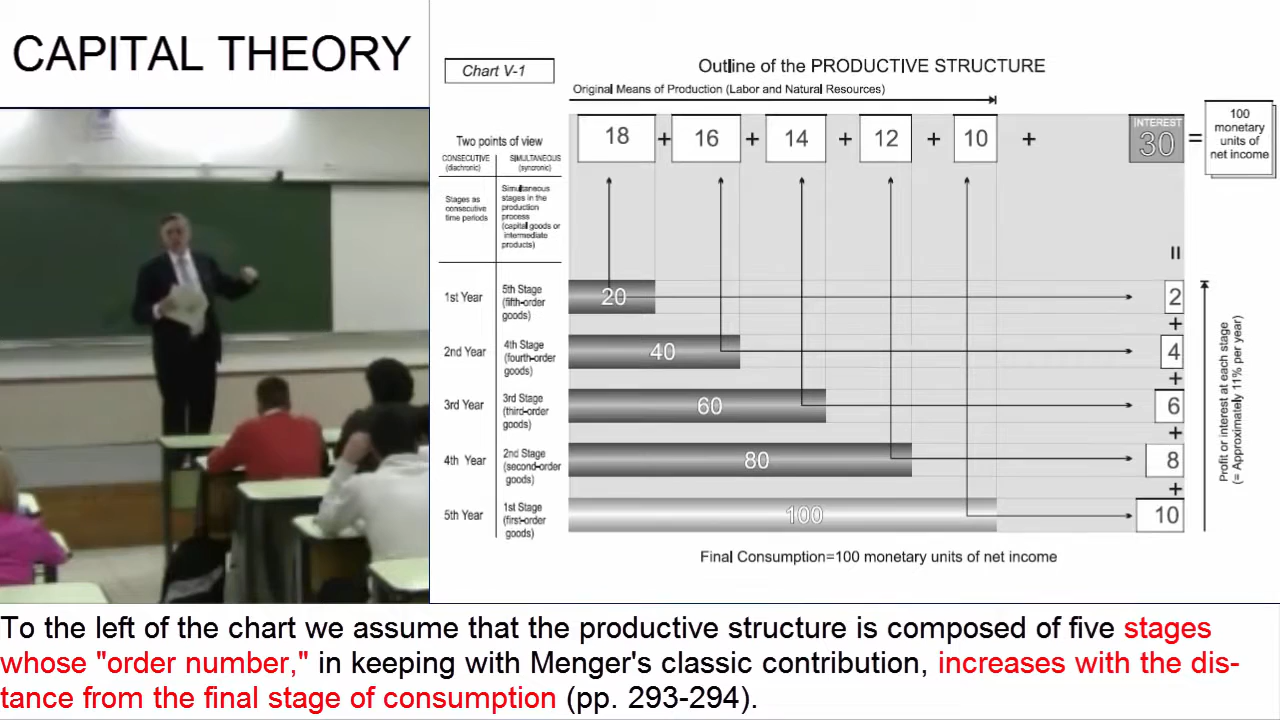 CAPITAL THEORY
Chart V-1
Outline of the PRODUCTIVE STRUCTURE
Original Means of Production (Labor and Natural Resources)
Two points of view
CONSECUTIVE
(diachronic)
SIMULTANEOUS
(syncronic)
Stages as
consecutive
time periods
Simultaneous
stages in the
production
process
(capital goods or
intermediate
products)
18 + 16 + 14 + 12 + 10 +
INTEREST
30
=
100
monetary
units of
net income
=
1st Year
5th Stage
(fifth-order
goods)
20
2
+
2nd Year
4th Stage
(fourth-order
goods)
40
4
+
3rd Year
3rd Stage
(third-order
goods)
60
6
+
4th Year
2nd Stage
(second-order
goods)
80
8
+
5th Year
1st Stage
(first-order
goods)
100
10
Profit or interest at each stage
(= Approximately 11% per year)
Final Consumption=100 monetary units of net income
To the left of the chart we assume that the productive structure is composed of five stages
whose "order number," in keeping with Menger's classic contribution, increases with the dis-
tance from the final stage of consumption (pp. 293-294).